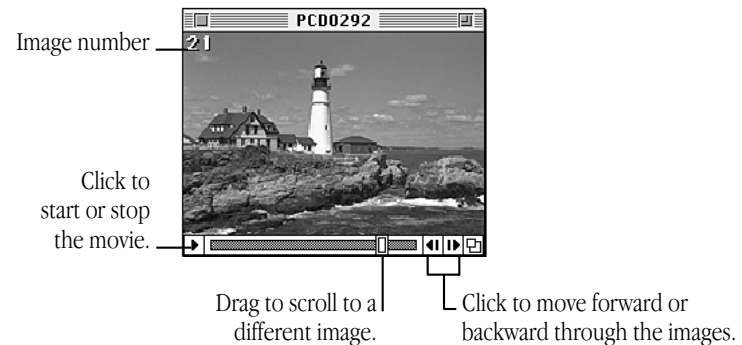 PCD0292
Image number
21
Click to
start or stop
the movie.
Drag to scroll to a
different image.
Click to move forward or
backward through the images.